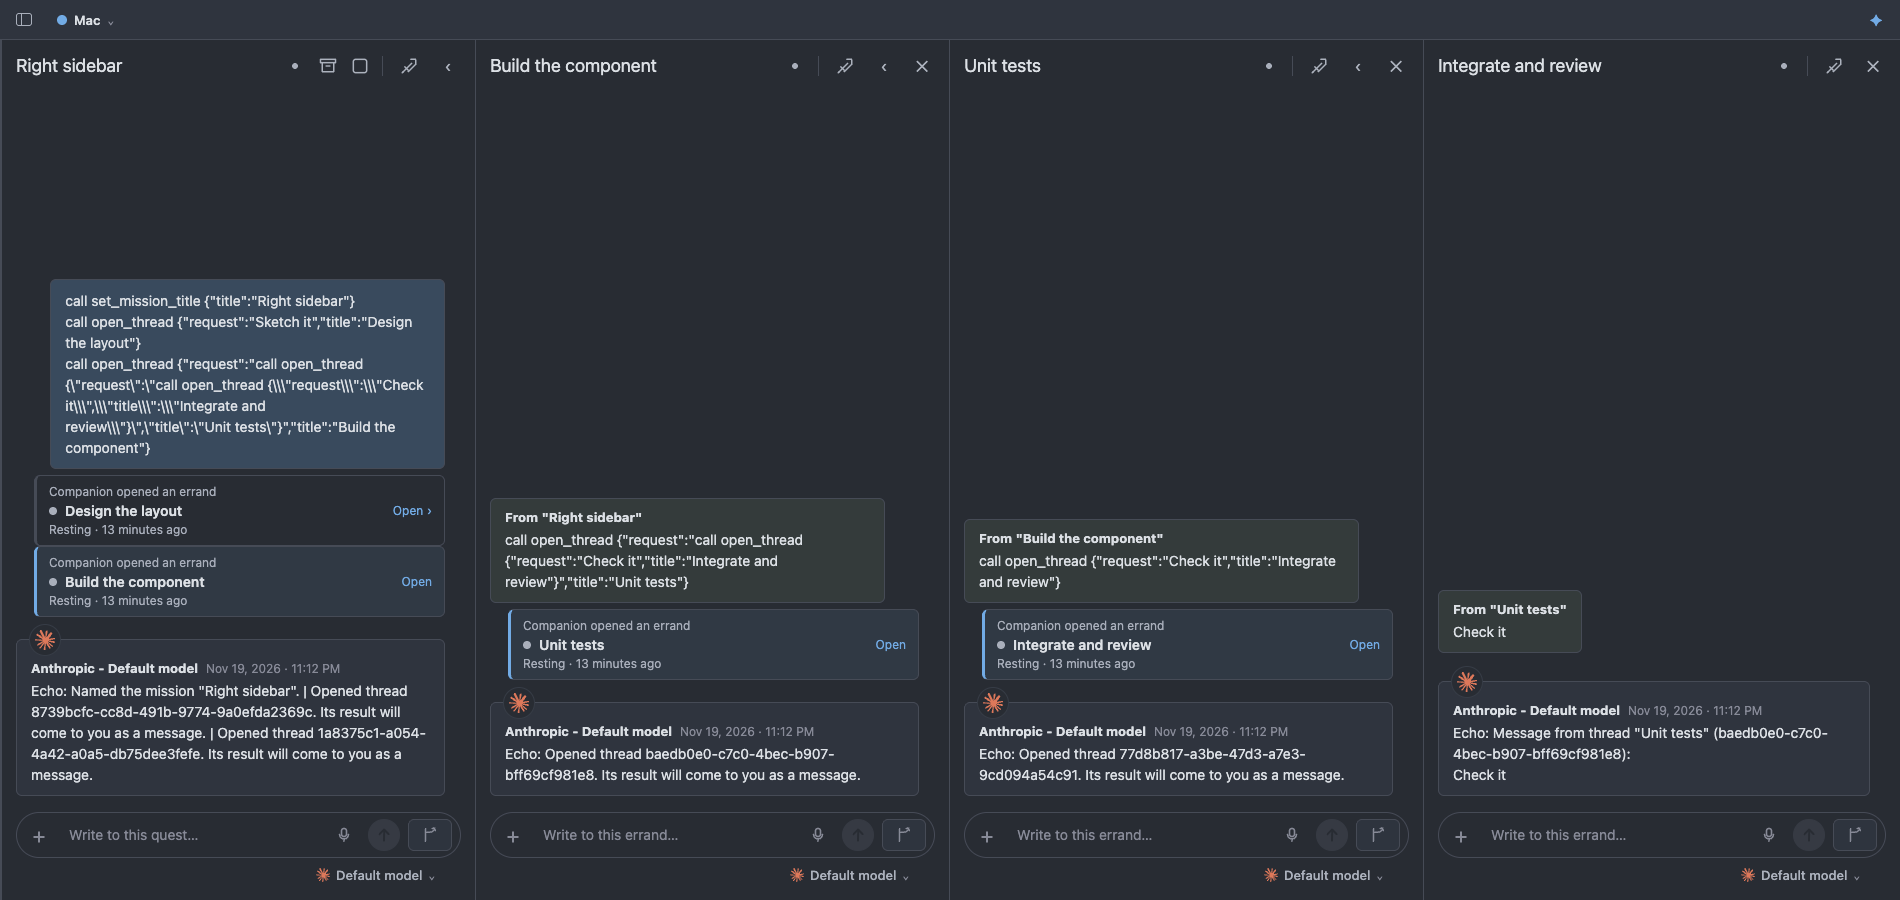 Mac
Right sidebar
call set_mission_title {"title":"Right sidebar"}
call open_thread {"request":"Sketch it","title":"Design
the layout"}
call open_thread {"request":"call open_thread
{\"request\":\"call open_thread {\\\"request\\\":\\\"Check
it\\\",\\\"title\\\":\\\"Integrate and
review\\\"}\",\"title\":\"Unit tests\"}","title":"Build the
component"}
Companion opened an errand
Design the layout
Open ›
Resting · 13 minutes ago
Companion opened an errand
Build the component
Open
Resting · 13 minutes ago
Anthropic - Default model Nov 19, 2026 · 11:12 PM
Echo: Named the mission "Right sidebar". | Opened thread
8739bcfc-cc8d-491b-9774-9a0efda2369c. Its result will
come to you as a message. | Opened thread 1a8375c1-a054-
4a42-a0a5-db75dee3fefe. Its result will come to you as a
message.
Write to this quest...
Default model
Build the component
From "Right sidebar"
call open_thread {"request":"call open_thread
{"request":"Check it","title":"Integrate and
review"}","title":"Unit tests"}
Companion opened an errand
Unit tests
Open
Resting · 13 minutes ago
Anthropic - Default model Nov 19, 2026 · 11:12 PM
Echo: Opened thread baedb0e0-c7c0-4bec-b907-
bff69cf981e8. Its result will come to you as a message.
Write to this errand...
Default model
Unit tests
From "Build the component"
call open_thread {"request":"Check it","title":"Integrate
and review"}
Companion opened an errand
Integrate and review
Open
Resting · 13 minutes ago
Anthropic - Default model Nov 19, 2026 · 11:12 PM
Echo: Opened thread 77d8b817-a3be-47d3-a7e3-
9cd094a54c91. Its result will come to you as a message.
Write to this errand...
Default model
Integrate and review
From "Unit tests"
Check it
Anthropic - Default model Nov 19, 2026 · 11:12 PM
Echo: Message from thread "Unit tests" (baedb0e0-c7c0-
4bec-b907-bff69cf981e8):
Check it
Write to this errand...
Default model